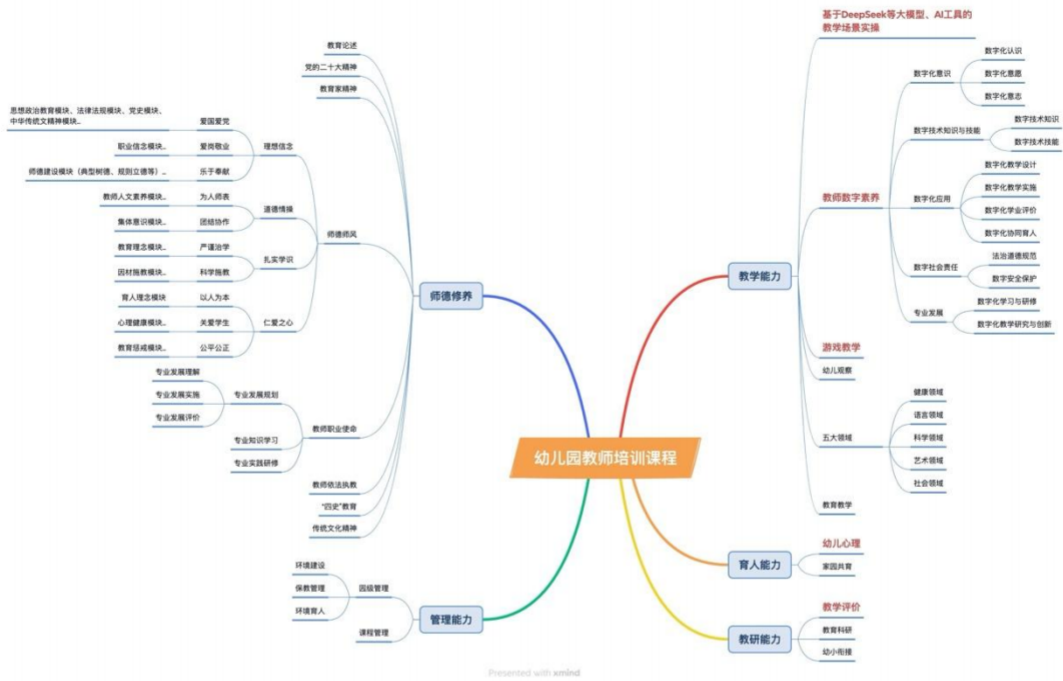 幼儿园教师培训课程
教学能力
基于DeepSeek等大模型、AI工具的
教学场景实操
教师数字素养
数字化意识
数字化认识
数字化意愿
数字化意志
数字技术知识与技能
数字技术知识
数字技术技能
数字化应用
数字化教学设计
数字化教学实施
数字化学业评价
数字化协同育人
数字社会责任
法治道德规范
数字安全保护
专业发展
数字化学习与研修
数字化教学研究与创新
游戏教学
幼儿观察
五大领域
健康领域
语言领域
科学领域
艺术领域
社会领域
教育教学
育人能力
幼儿心理
家园共育
教研能力
教学评价
教育科研
幼小衔接
师德修养
教育论述
党的二十大精神
教育家精神
师德师风
理想信念
爱国爱党
思想政治教育模块、法律法规模块、党史模块、
中华传统文精神模块...
爱岗敬业
职业信念模块...
乐于奉献
师德建设模块（典型树德、规则立德等）...
道德情操
为人师表
教师人文素养模块...
团结协作
集体意识模块...
扎实学识
严谨治学
教育理念模块...
科学施教
因材施教模块...
仁爱之心
以人为本
育人理念模块
关爱学生
心理健康模块...
公平公正
教育惩戒模块...
教师职业使命
专业发展规划
专业发展理解
专业发展实施
专业发展评价
专业知识学习
专业实践研修
教师依法执教
“四史”教育
传统文化精神
管理能力
园级管理
环境建设
保教管理
环境育人
课程管理
Presented with xmind